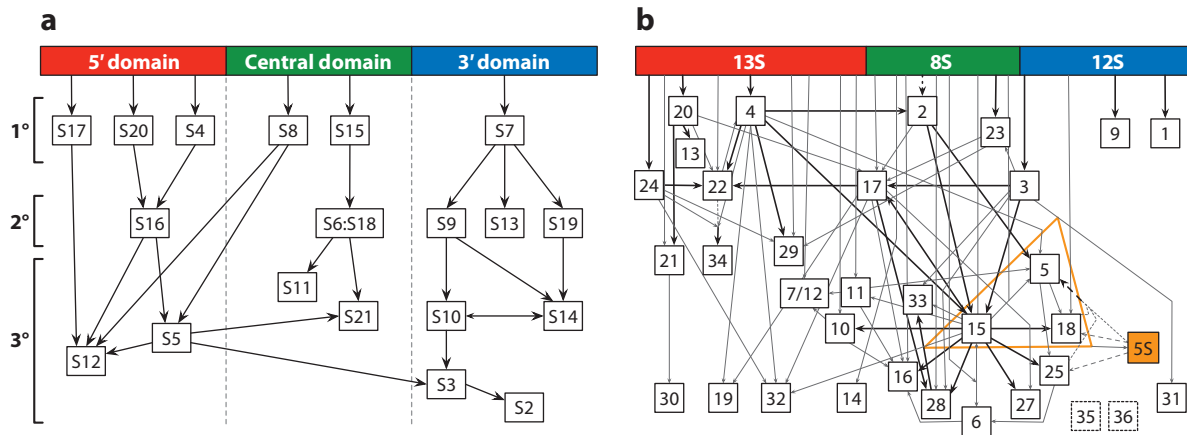 a
5′ domain Central domain 3′ domain
1°
S17 S20 S4 S8 S15 S7
2°
S16 S6:S18 S9 S13 S19
3°
S11
S10 S14
S21
S5
S12
S3
S2
b
13S 8S 12S
20 4 2
23 9 1
13
24 22 17 3
21 34 29
5
7/12 11 33
10 15 18
5S
16 25
30 19 32 14 28 27 31
6 35 36